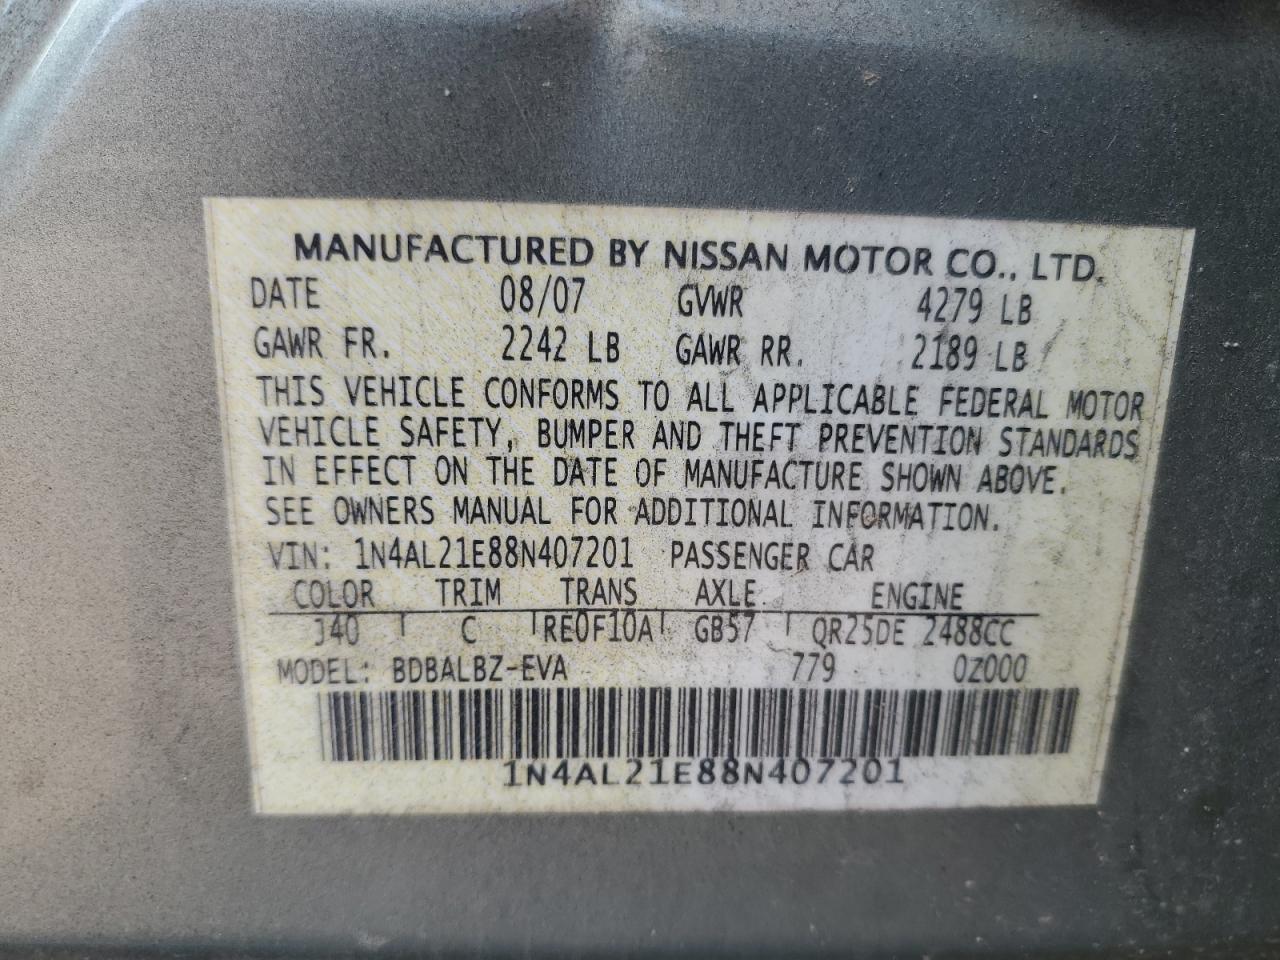 MANUFACTURED BY NISSAN MOTOR CO., LTD.
DATE 08/07 GVWR 4279 LB
GAWR FR. 2242 LB GAWR RR. 2189 LB
THIS VEHICLE CONFORMS TO ALL APPLICABLE FEDERAL MOTOR
VEHICLE SAFETY, BUMPER AND THEFT PREVENTION STANDARDS
IN EFFECT ON THE DATE OF MANUFACTURE SHOWN ABOVE.
SEE OWNERS MANUAL FOR ADDITIONAL INFORMATION.
VIN: 1N4AL21E88N407201 PASSENGER CAR
COLOR TRIM TRANS AXLE ENGINE
J40 C RE0F10A GB57 QR25DE 2488CC
MODEL: BDBALBZ-EVA 779 0Z000
1N4AL21E88N407201